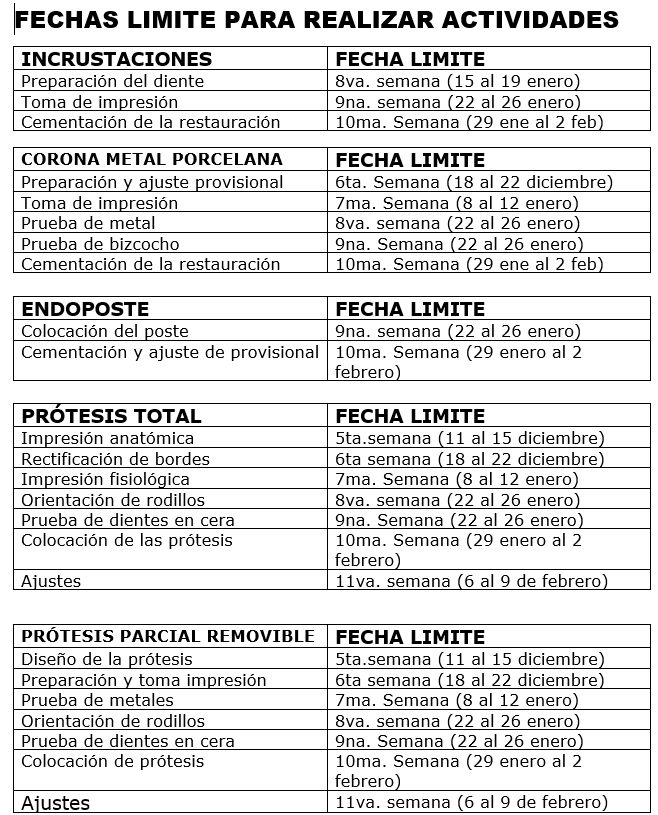 FECHAS LIMITE PARA REALIZAR ACTIVIDADES
INCRUSTACIONES FECHA LIMITE
Preparación del diente 8va. semana (15 al 19 enero)
Toma de impresión 9na. semana (22 al 26 enero)
Cementación de la restauración 10ma. Semana (29 ene al 2 feb)
CORONA METAL PORCELANA FECHA LIMITE
Preparación y ajuste provisional 6ta. Semana (18 al 22 diciembre)
Toma de impresión 7ma. Semana (8 al 12 enero)
Prueba de metal 8va. semana (22 al 26 enero)
Prueba de bizcocho 9na. Semana (22 al 26 enero)
Cementación de la restauración 10ma. Semana (29 ene al 2 feb)
ENDOPOSTE FECHA LIMITE
Colocación del poste 9na. semana (22 al 26 enero)
Cementación y ajuste de provisional 10ma. Semana (29 enero al 2
febrero)
PRÓTESIS TOTAL FECHA LIMITE
Impresión anatómica 5ta.semana (11 al 15 diciembre)
Rectificación de bordes 6ta semana (18 al 22 diciembre)
Impresión fisiológica 7ma. Semana (8 al 12 enero)
Orientación de rodillos 8va. semana (22 al 26 enero)
Prueba de dientes en cera 9na. Semana (22 al 26 enero)
Colocación de las prótesis 10ma. Semana (29 enero al 2
febrero)
Ajustes 11va. semana (6 al 9 de febrero)
PRÓTESIS PARCIAL REMOVIBLE FECHA LIMITE
Diseño de la prótesis 5ta.semana (11 al 15 diciembre)
Preparación y toma impresión 6ta semana (18 al 22 diciembre)
Prueba de metales 7ma. Semana (8 al 12 enero)
Orientación de rodillos 8va. semana (22 al 26 enero)
Prueba de dientes en cera 9na. Semana (22 al 26 enero)
Colocación de prótesis 10ma. Semana (29 enero al 2
febrero)
Ajustes 11va. semana (6 al 9 de febrero)